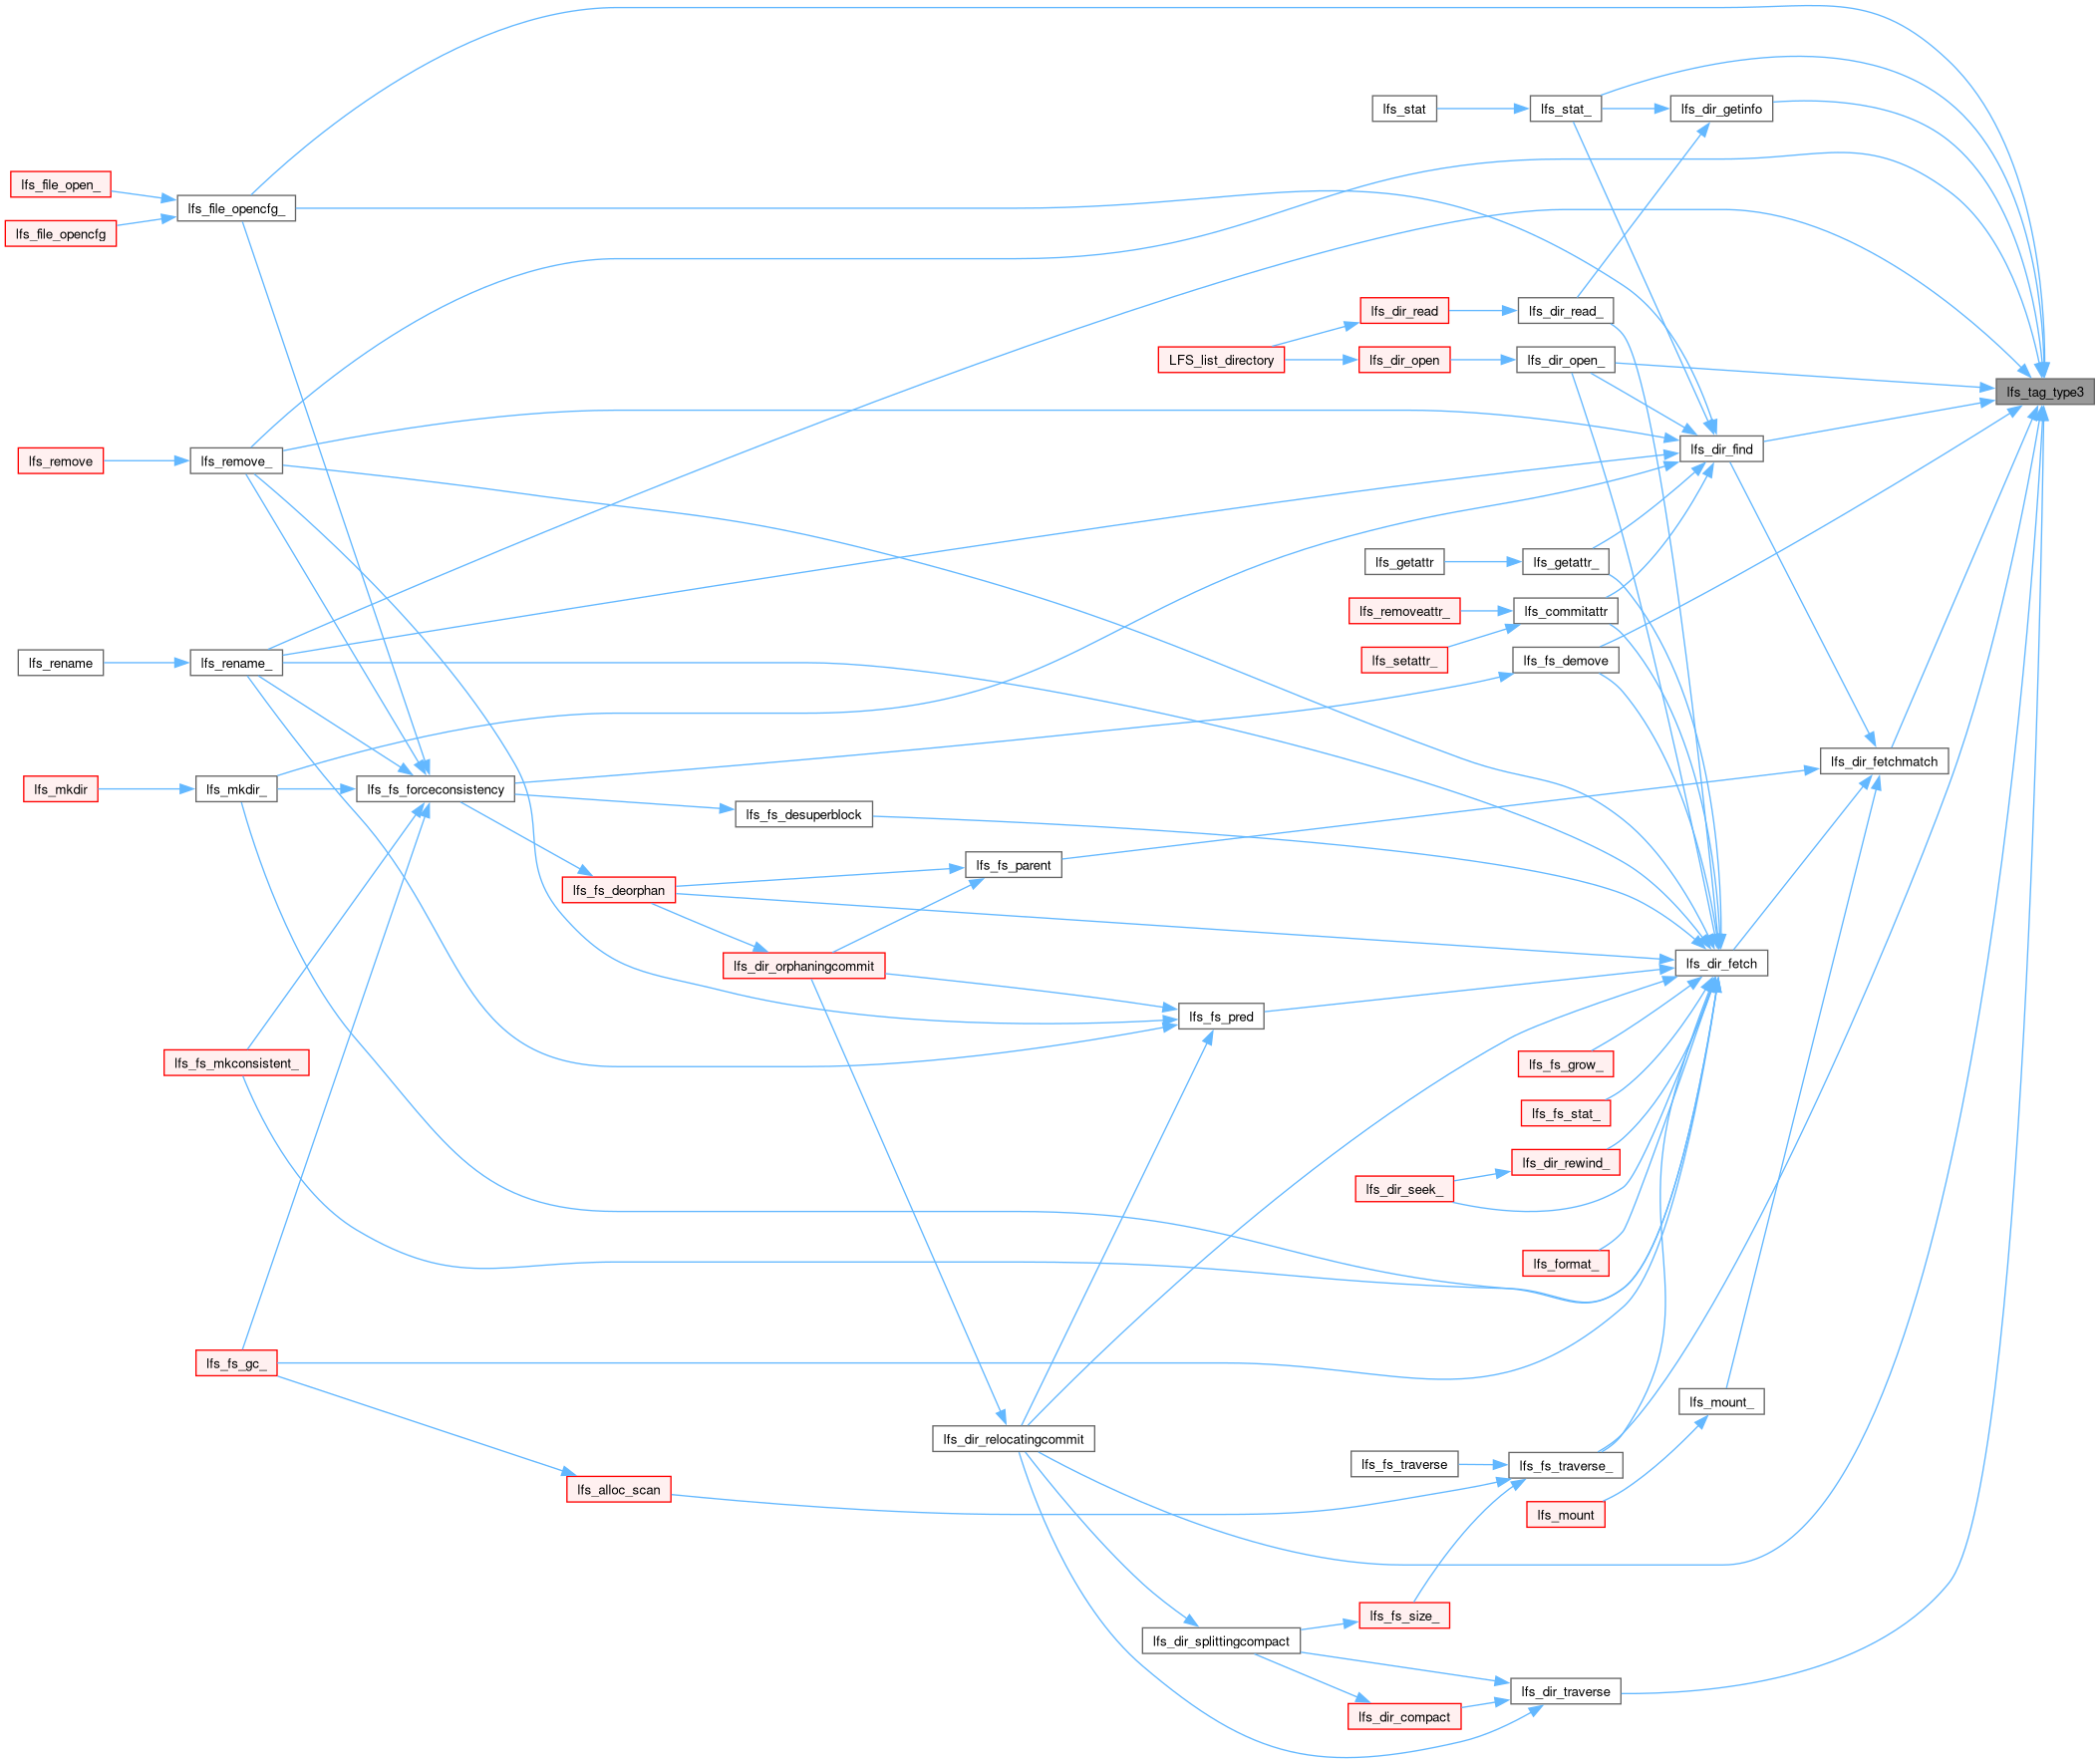 lfs_stat
lfs_stat_
lfs_dir_getinfo
lfs_file_open_
lfs_file_opencfg_
lfs_file_opencfg
lfs_dir_read
lfs_dir_read_
LFS_list_directory
lfs_dir_open
lfs_dir_open_
lfs_tag_type3
lfs_remove
lfs_remove_
lfs_dir_find
lfs_getattr
lfs_getattr_
lfs_removeattr_
lfs_commitattr
lfs_setattr_
lfs_fs_demove
lfs_rename
lfs_rename_
lfs_dir_fetchmatch
lfs_mkdir
lfs_mkdir_
lfs_fs_forceconsistency
lfs_fs_desuperblock
lfs_fs_parent
lfs_fs_deorphan
lfs_dir_orphaningcommit
lfs_dir_fetch
lfs_fs_pred
lfs_fs_mkconsistent_
lfs_fs_grow_
lfs_fs_stat_
lfs_dir_rewind_
lfs_dir_seek_
lfs_format_
lfs_fs_gc_
lfs_mount_
lfs_dir_relocatingcommit
lfs_fs_traverse
lfs_fs_traverse_
lfs_alloc_scan
lfs_mount
lfs_fs_size_
lfs_dir_splittingcompact
lfs_dir_traverse
lfs_dir_compact